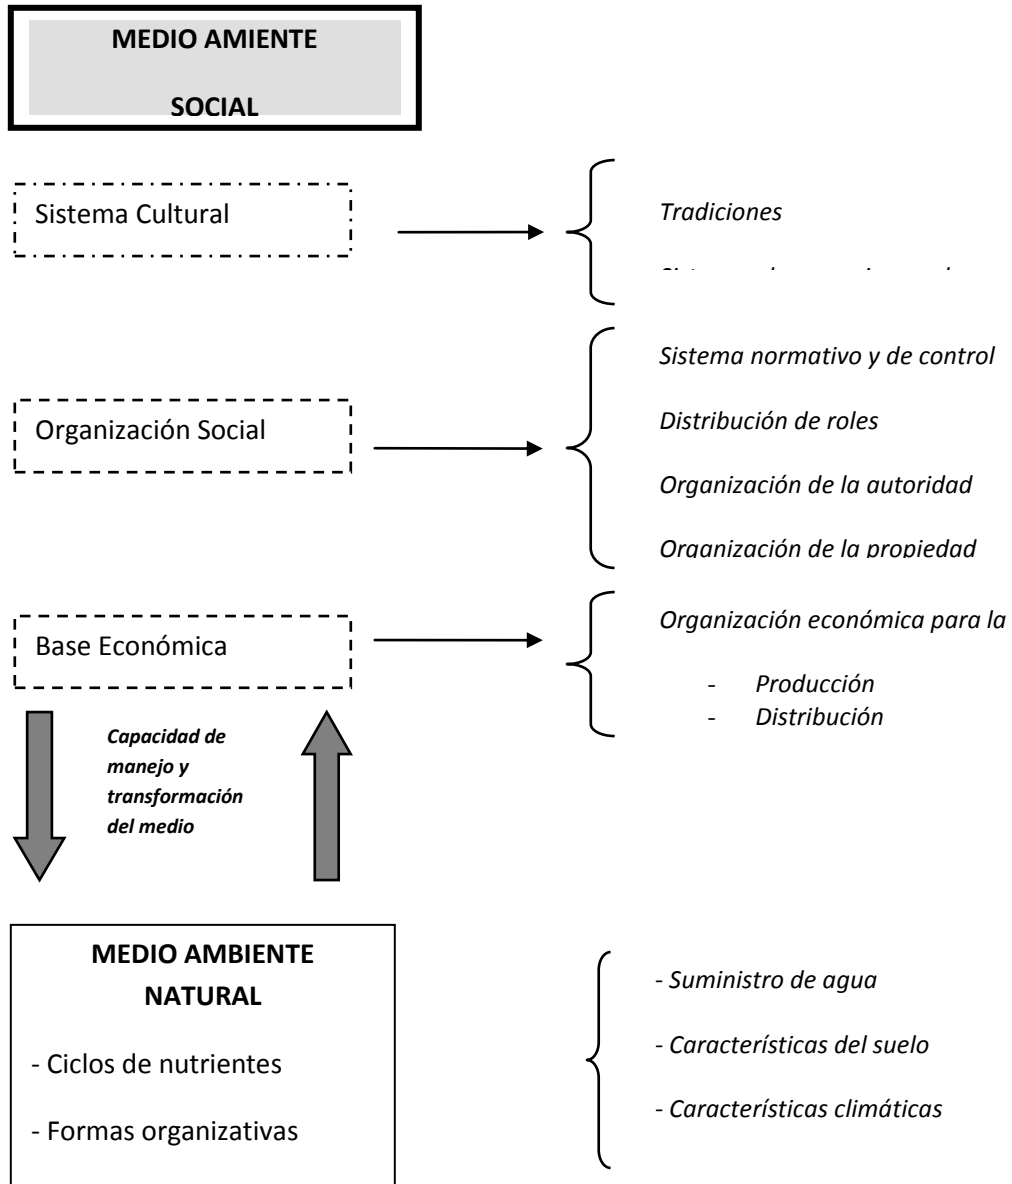 MEDIO AMIENTE
SOCIAL
Sistema Cultural
Tradiciones
Organización Social
Sistema normativo y de control
Distribución de roles
Organización de la autoridad
Organización de la propiedad
Base Económica
Organización económica para la
- Producción
- Distribución
Capacidad de
manejo y
transformación
del medio
MEDIO AMBIENTE
NATURAL
- Ciclos de nutrientes
- Formas organizativas
- Suministro de agua
- Características del suelo
- Características climáticas